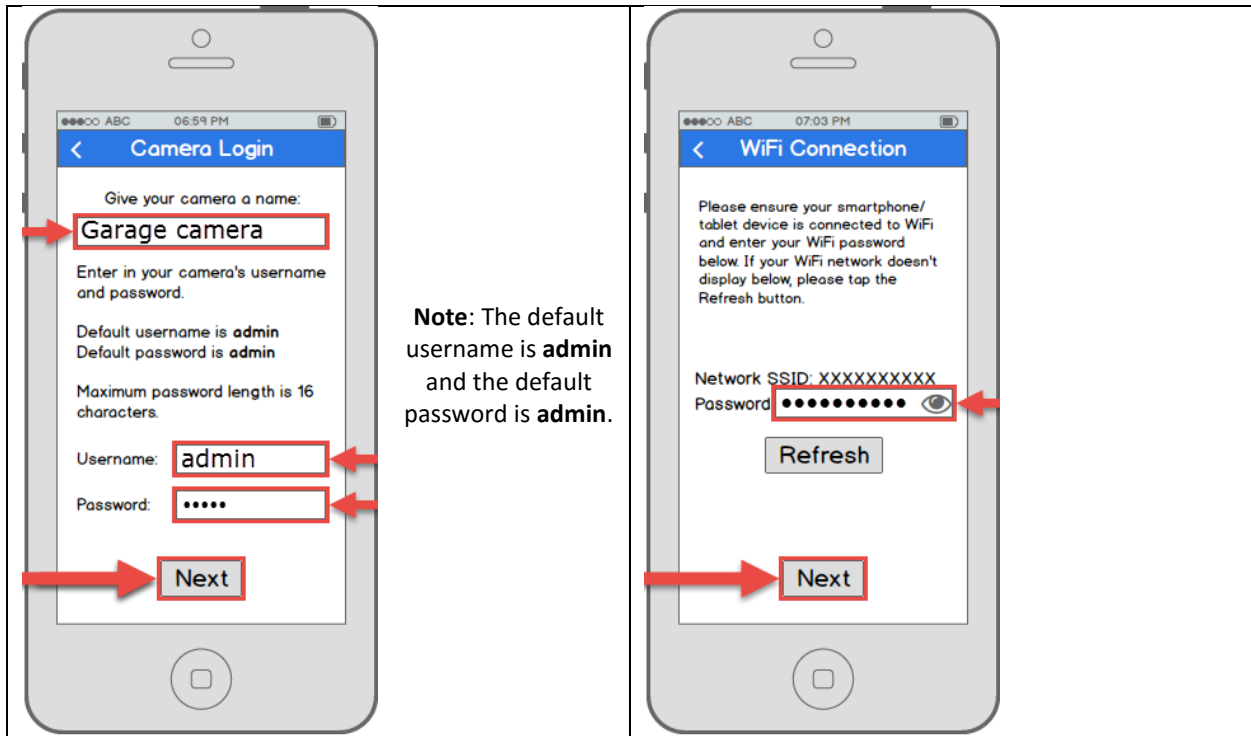 ABC 06:59 PM
< Camera Login
Give your camera a name:
Garage camera
Enter in your camera's username
and password.
Default username is admin
Default password is admin
Maximum password length is 16
characters.
Username: admin
Password: •••••
Next
Note: The default
username is admin
and the default
password is admin.
ABC 07:03 PM
< WiFi Connection
Please ensure your smartphone/
tablet device is connected to WiFi
and enter your WiFi password
below. If your WiFi network doesn't
display below, please tap the
Refresh button.
Network SSID: XXXXXXXXXX
Password ••••••••••
Refresh
Next